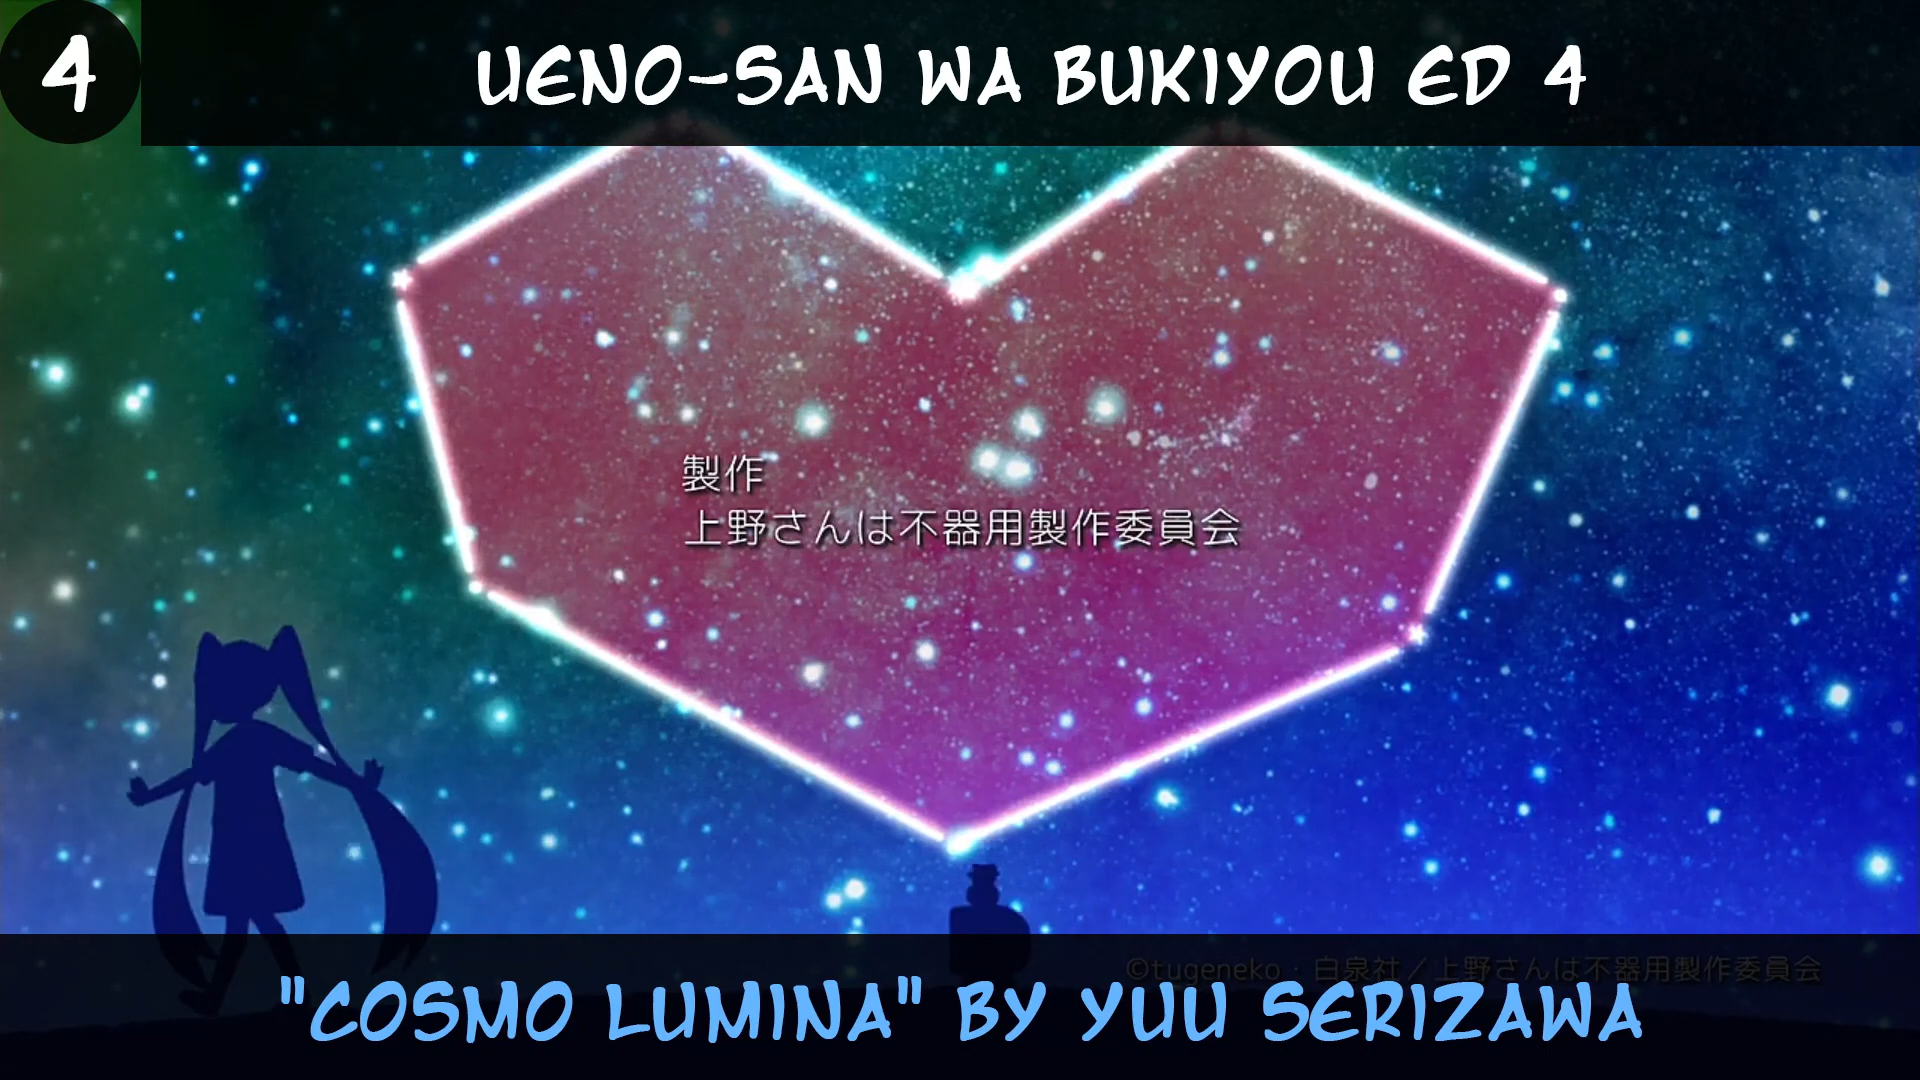 4
UENO-SAN WA BUKIYOU ED 4
製作
上野さんは不器用製作委員会
©tugeneko・白泉社／上野さんは不器用製作委員会
"COSMO LUMINA" BY YUU SERIZAWA